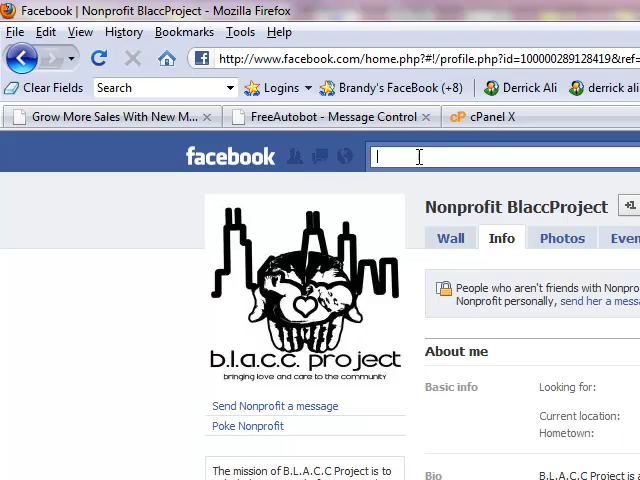 Facebook | Nonprofit BlaccProject - Mozilla Firefox
File Edit View History Bookmarks Tools Help
http://www.facebook.com/home.php?#!/profile.php?id=100000289128419&ref=
Clear Fields Search Logins Brandy's FaceBook (+8) Derrick Ali derrick ali
Grow More Sales With New M... FreeAutobot - Message Control cPanel X
facebook
Nonprofit BlaccProject +1
Wall Info Photos Even
People who aren't friends with Nonpro
Nonprofit personally, send her a messa
b.l.a.c.c. project
bringing love and care to the community
About me
Basic info Looking for:
Current location:
Hometown:
Send Nonprofit a message
Poke Nonprofit
The mission of B.L.A.C.C Project is to
Bio B.L.A.C.C. Project is